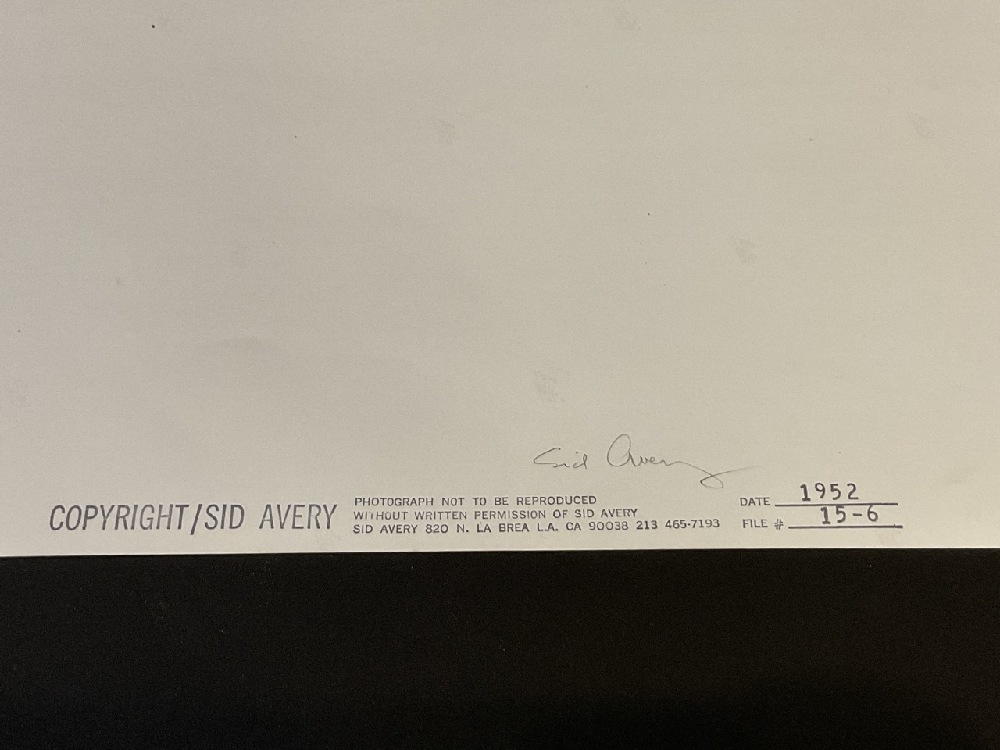 Sid Avery
COPYRIGHT/SID AVERY
PHOTOGRAPH NOT TO BE REPRODUCED
WITHOUT WRITTEN PERMISSION OF SID AVERY
SID AVERY 820 N. LA BREA L.A. CA 90038 213 465-7193
DATE 1952
FILE # 15-6